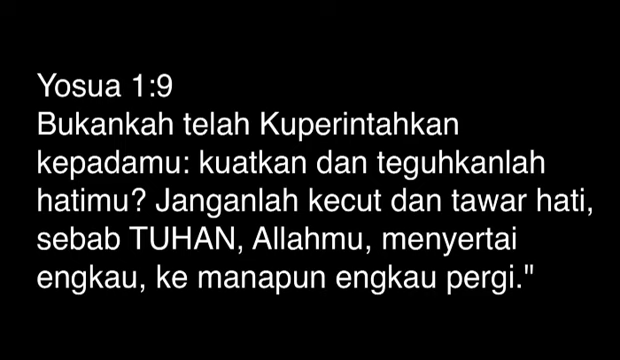 Yosua 1:9
Bukankah telah Kuperintahkan
kepadamu: kuatkan dan teguhkanlah
hatimu? Janganlah kecut dan tawar hati,
sebab TUHAN, Allahmu, menyertai
engkau, ke manapun engkau pergi."